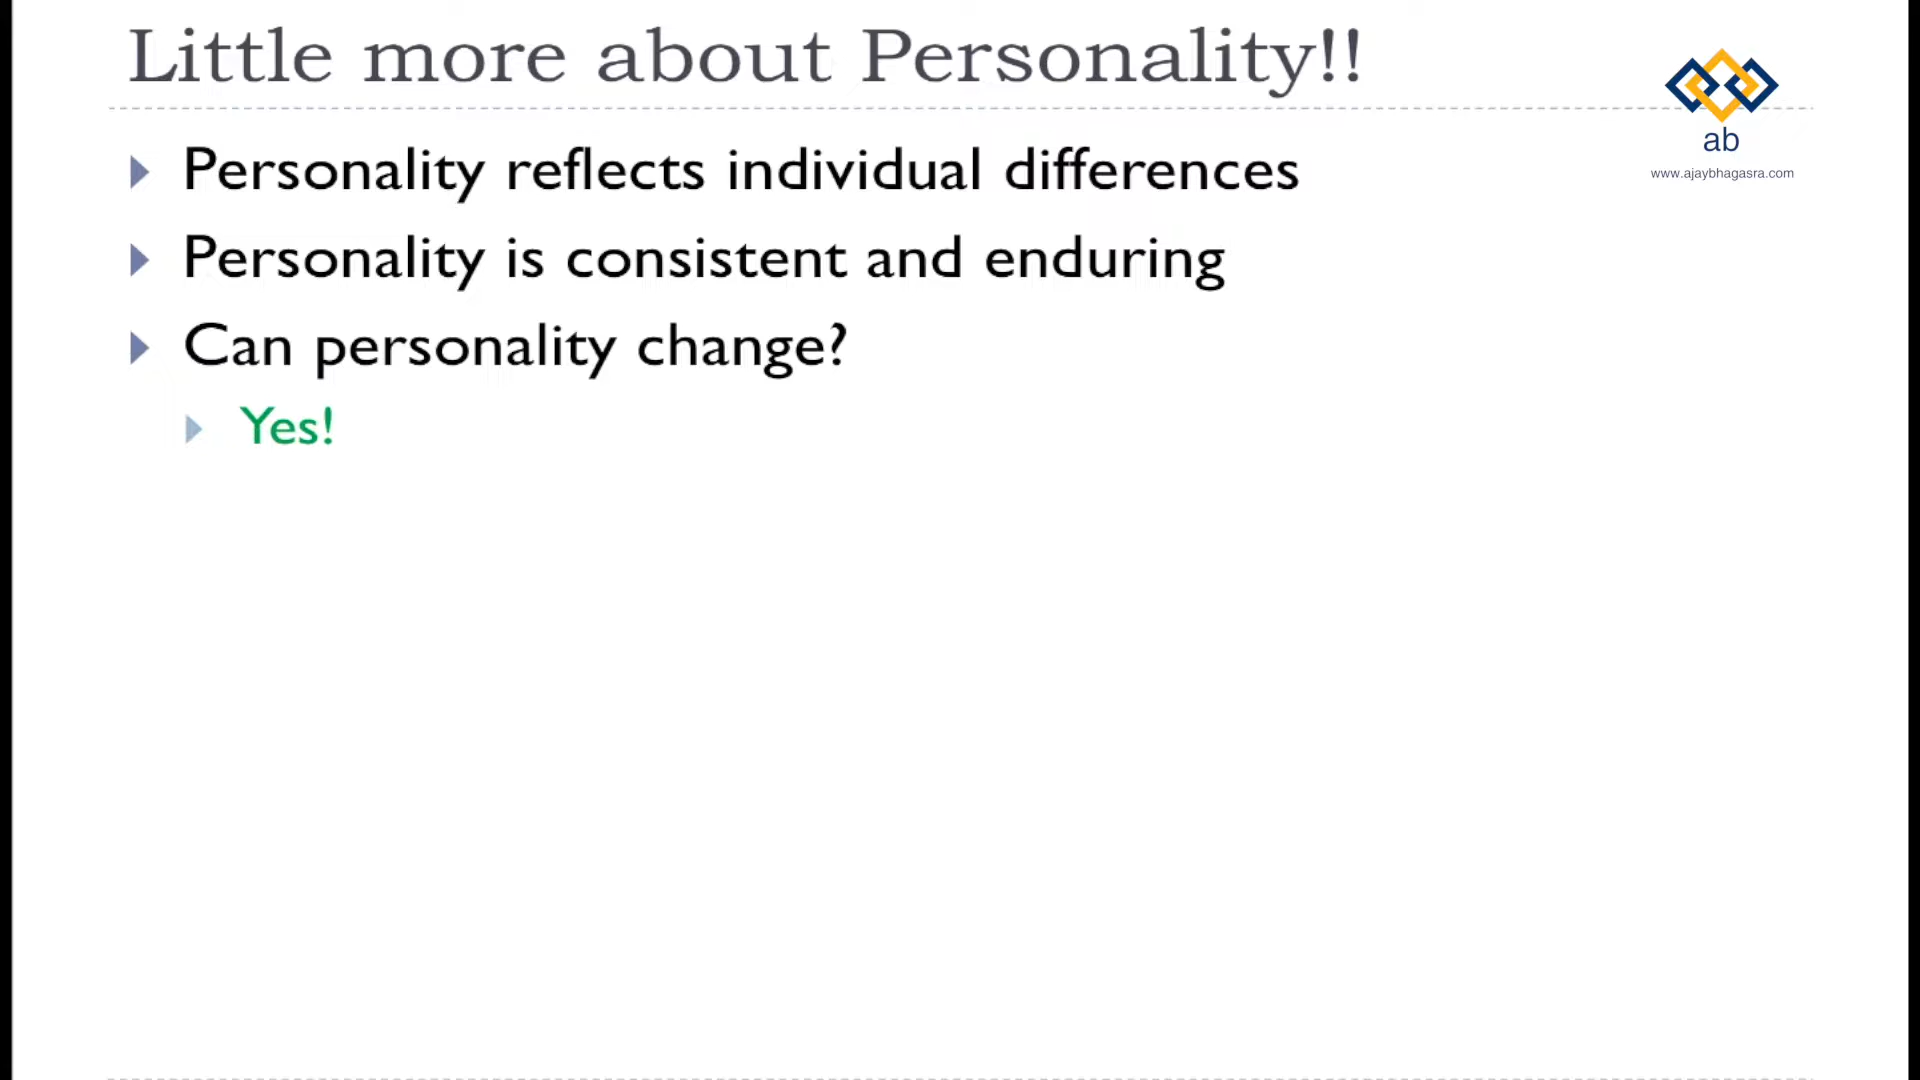 Little more about Personality!!
ab
www.ajaybhagasra.com
Personality reflects individual differences
Personality is consistent and enduring
Can personality change?
Yes!